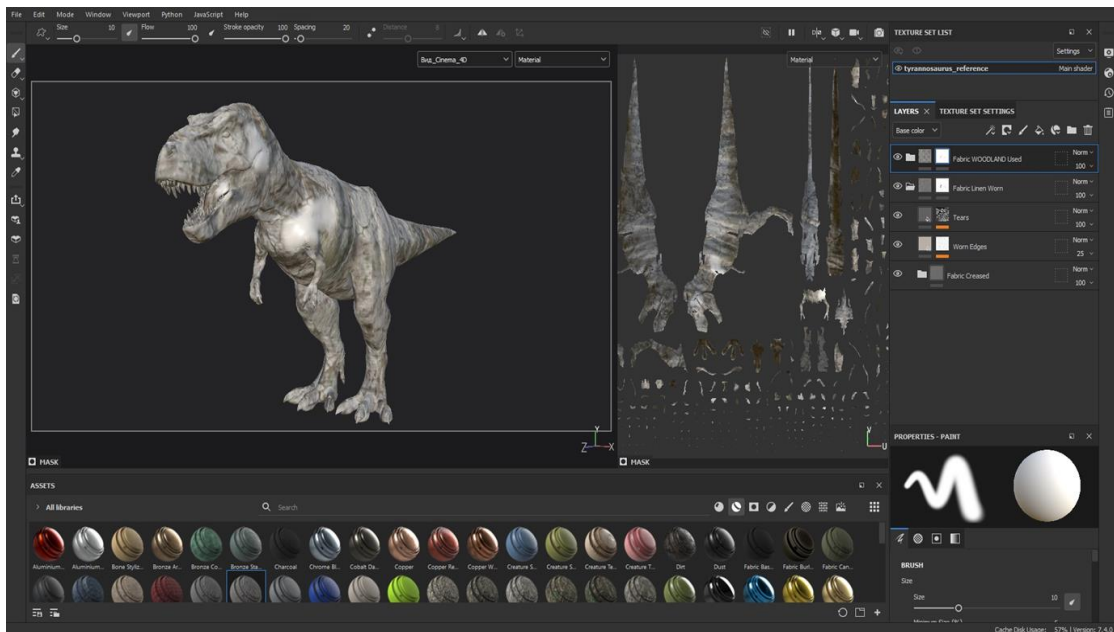 File Edit Mode Window Viewport Python JavaScript Help
Size 10 Flow 100 Stroke opacity 100 Spacing 20 Distance 8
Вид_Cinema_4D Material
Material
Y
Z X
U
MASK
MASK
TEXTURE SET LIST
Settings
tyrannosaurus_reference Main shader
LAYERS TEXTURE SET SETTINGS
Base color
Fabric WOODLAND Used Norm 100
Fabric Linen Worn Norm 100
Tears Norm 100
Worn Edges Norm 25
Fabric Creased Norm 100
PROPERTIES - PAINT
BRUSH
Size
Size 10
ASSETS
All libraries Search
Aluminium... Aluminium... Bone Styliz... Bronze Ar... Bronze Co... Bronze Sta... Charcoal Chrome Bl... Cobalt Da... Copper Copper Re... Copper W... Creature S... Creature S... Creature Te... Creature T... Dirt Dust Fabric Bas... Fabric Burl... Fabric Can...
Cache Disk Usage: 57% | Version: 7.4.0